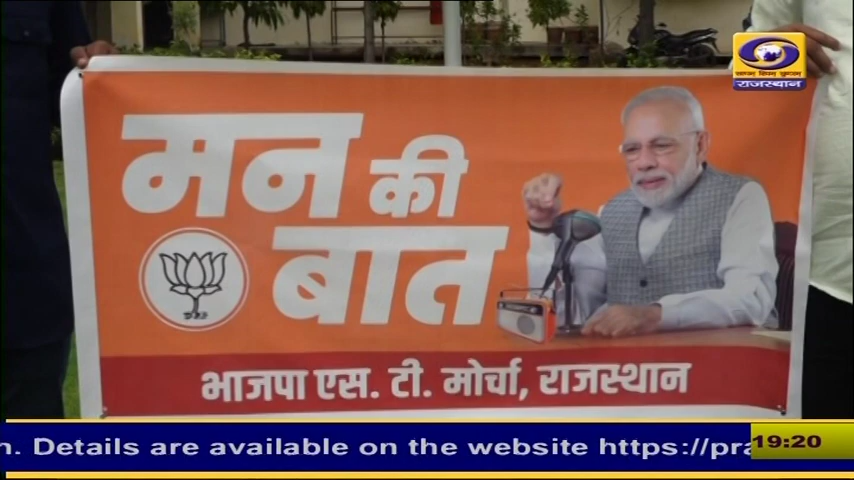 राजस्थान
मन की
बात
भाजपा एस. टी. मोर्चा, राजस्थान
n. Details are available on the website https://pra
19:20